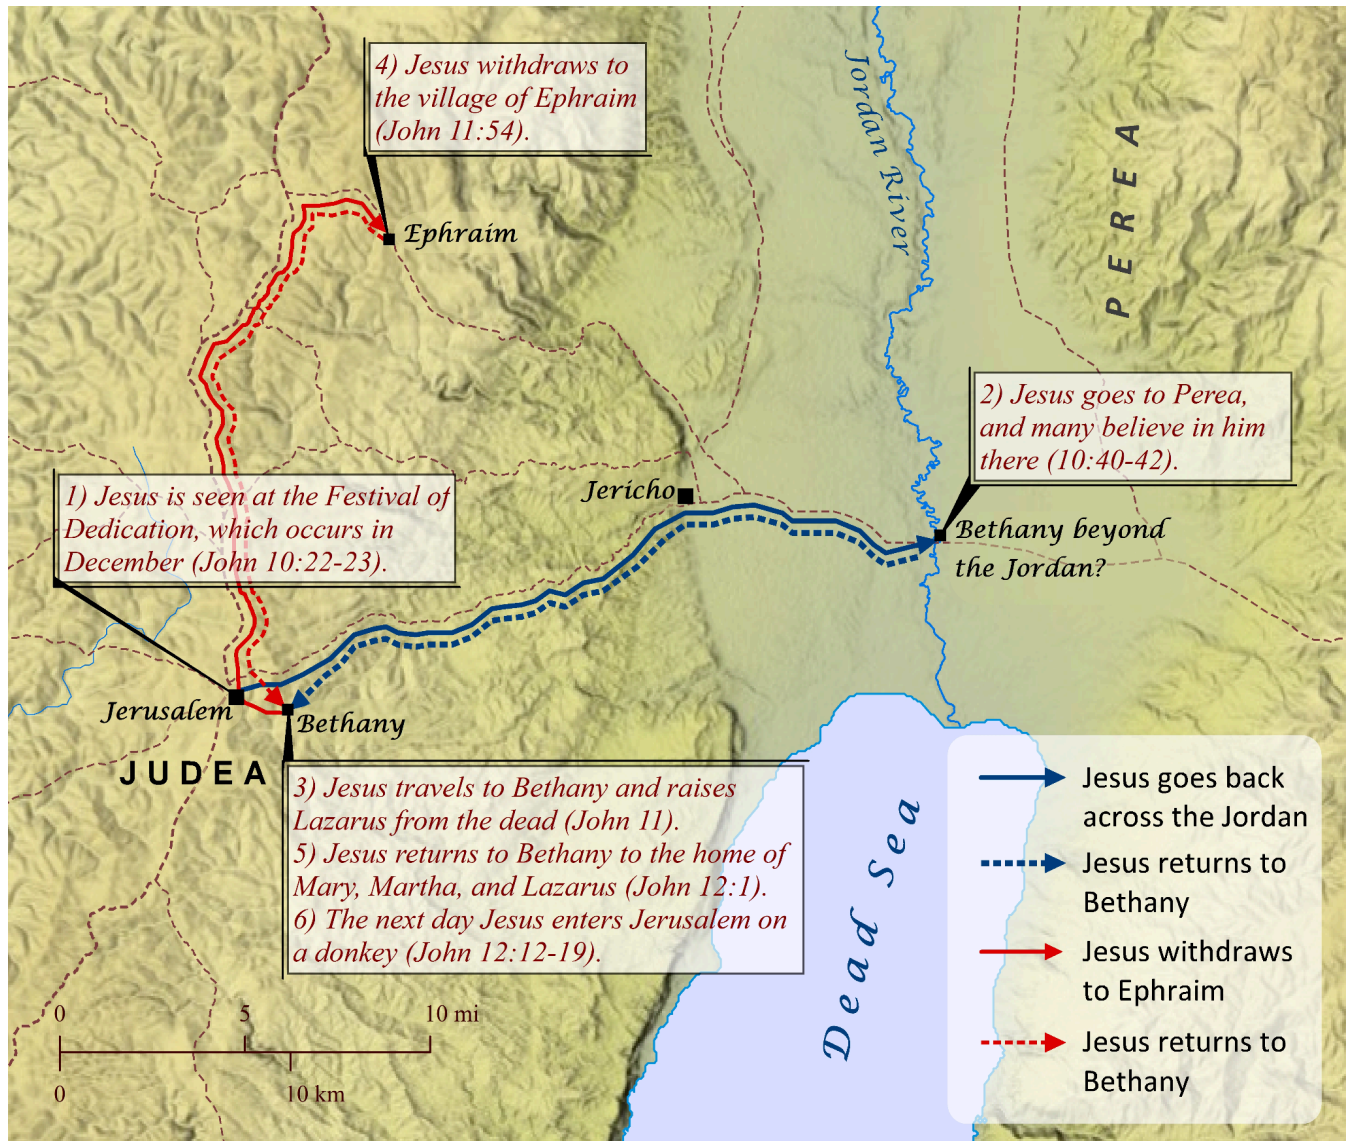 4) Jesus withdraws to
the village of Ephraim
(John 11:54).
Jordan River
PEREA
Ephraim
2) Jesus goes to Perea,
and many believe in him
there (10:40-42).
1) Jesus is seen at the Festival of
Dedication, which occurs in
December (John 10:22-23).
Jericho
Bethany beyond
the Jordan?
Jerusalem
Bethany
JUDEA
3) Jesus travels to Bethany and raises
Lazarus from the dead (John 11).
5) Jesus returns to Bethany to the home of
Mary, Martha, and Lazarus (John 12:1).
6) The next day Jesus enters Jerusalem on
a donkey (John 12:12-19).
Dead Sea
Jesus goes back
across the Jordan
Jesus returns to
Bethany
Jesus withdraws
to Ephraim
Jesus returns to
Bethany
0 5 10 mi
0 10 km